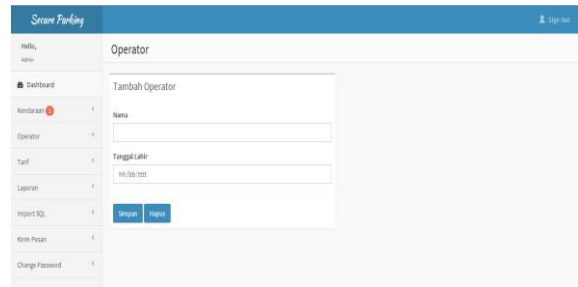 Secure Parking
Sign Out
Hello,
Admin
Operator
Dashboard
Tambah Operator
Kendaraan 1
Nama
Operator
Tanggal Lahir
Tarif
hh/bb/tttt
Laporan
Import SQL
Simpan Hapus
Kirim Pesan
Change Password